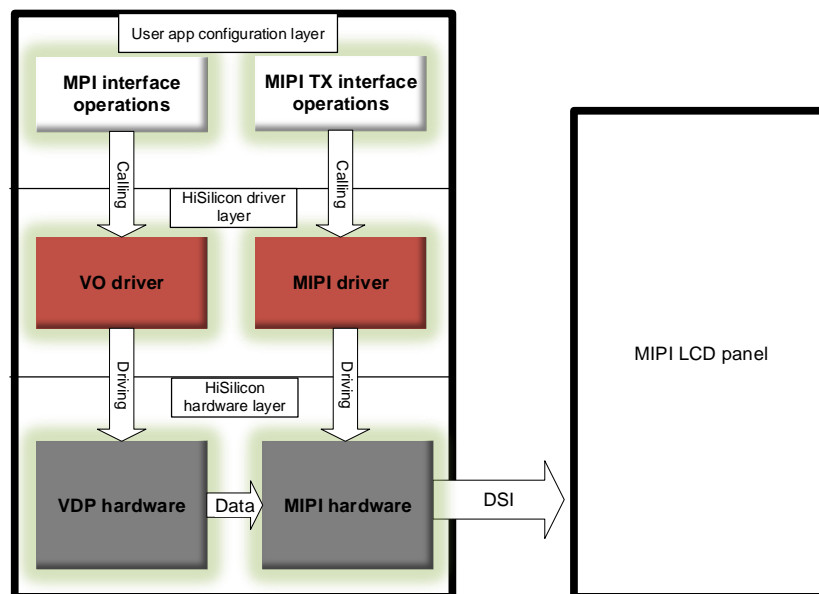 User app configuration layer
MPI interface
operations
MIPI TX interface
operations
Calling
Calling
HiSilicon driver
layer
VO driver
MIPI driver
MIPI LCD panel
Driving
Driving
HiSilicon
hardware layer
VDP hardware
Data
MIPI hardware
DSI